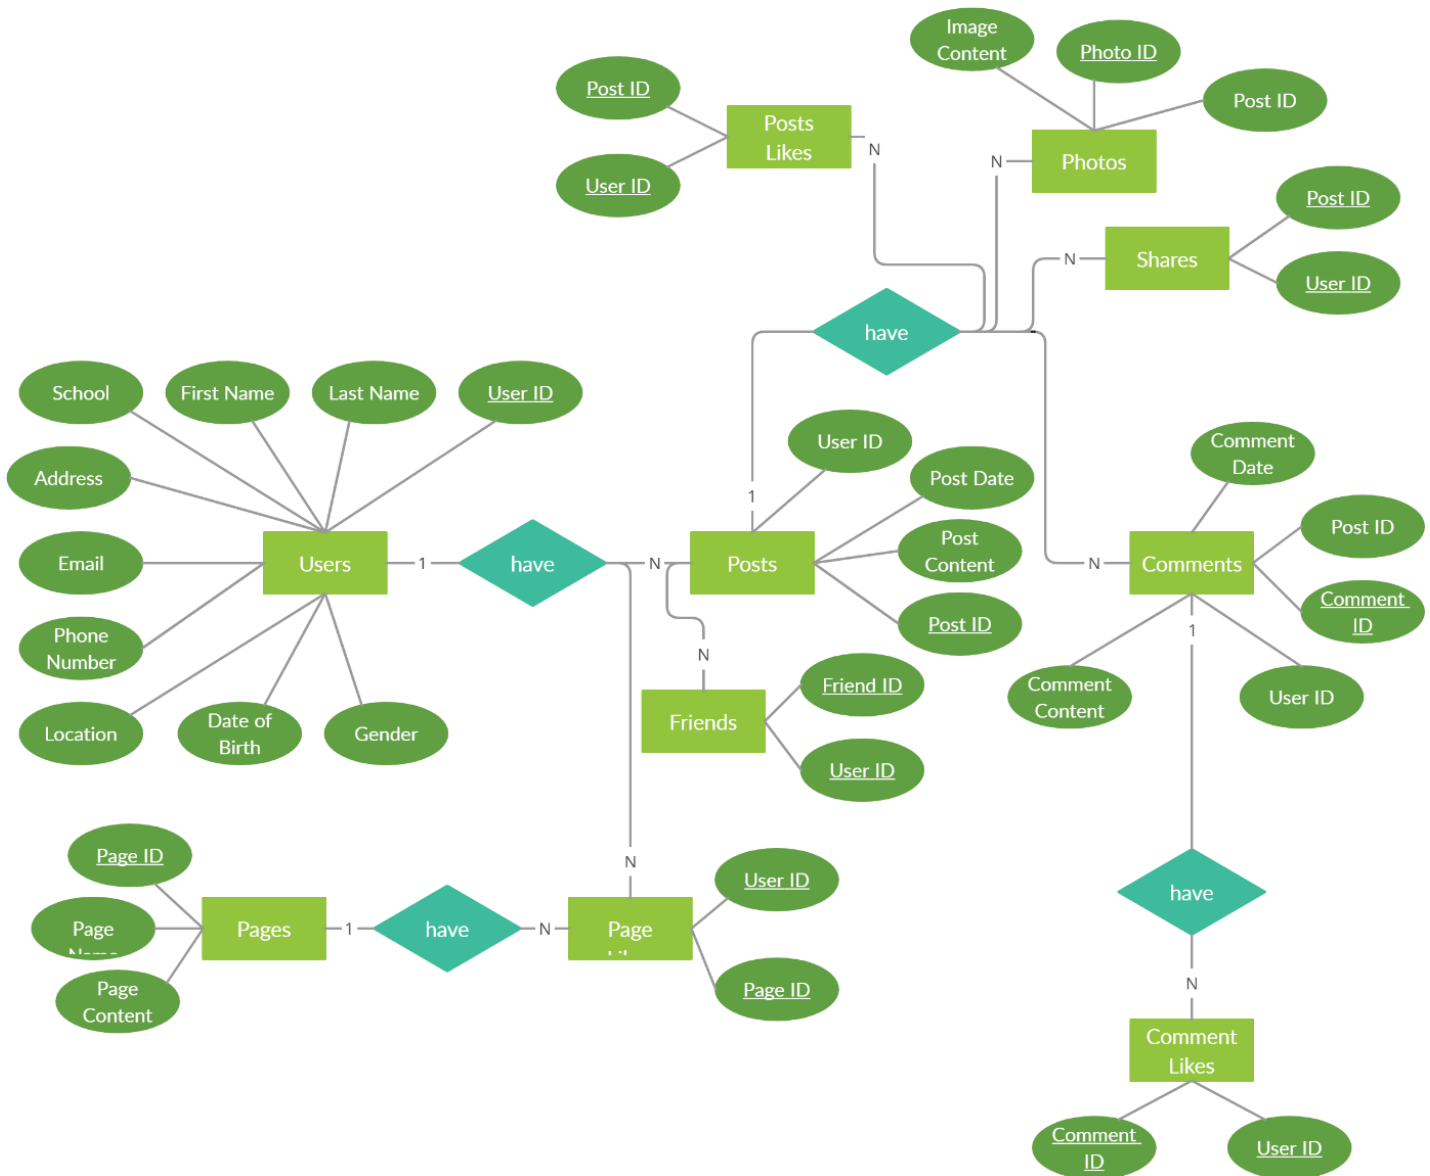 Image
Content
Photo ID
Post ID
Post ID
User ID
Posts
Likes
N
N
Photos
Post ID
User ID
N
Shares
have
School
First Name
Last Name
User ID
Address
Email
Phone
Number
Location
Date of
Birth
Gender
Users
1
have
N
1
User ID
Post Date
Post
Content
Post ID
Posts
N
Friends
Friend ID
User ID
Comment
Date
Post ID
Comment
ID
N
Comments
1
Comment
Content
User ID
Page ID
Page
Page
Content
Pages
1
have
N
N
Page
User ID
Page ID
have
N
Comment
Likes
Comment
ID
User ID